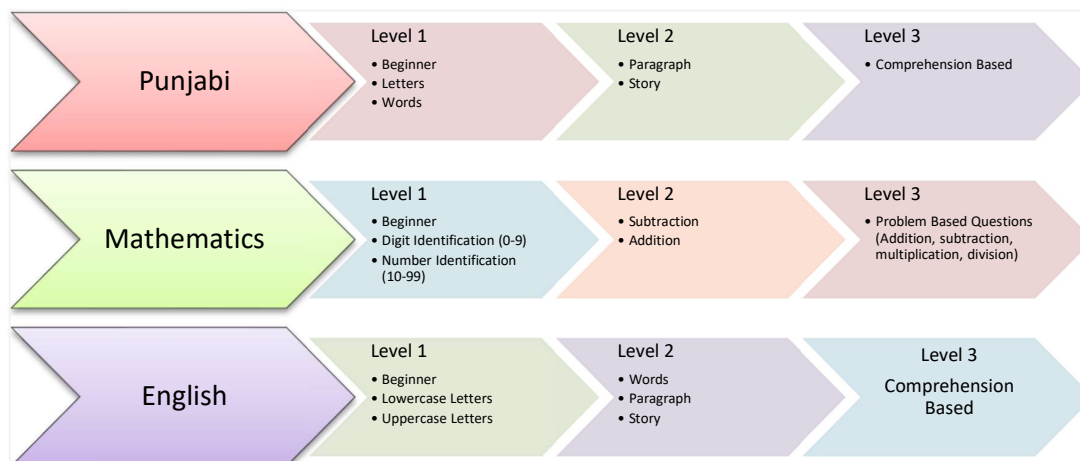 Punjabi
Level 1
• Beginner
• Letters
• Words
Level 2
• Paragraph
• Story
Level 3
• Comprehension Based
Mathematics
Level 1
• Beginner
• Digit Identification (0-9)
• Number Identification
(10-99)
Level 2
• Subtraction
• Addition
Level 3
• Problem Based Questions
(Addition, subtraction,
multiplication, division)
English
Level 1
• Beginner
• Lowercase Letters
• Uppercase Letters
Level 2
• Words
• Paragraph
• Story
Level 3
Comprehension
Based